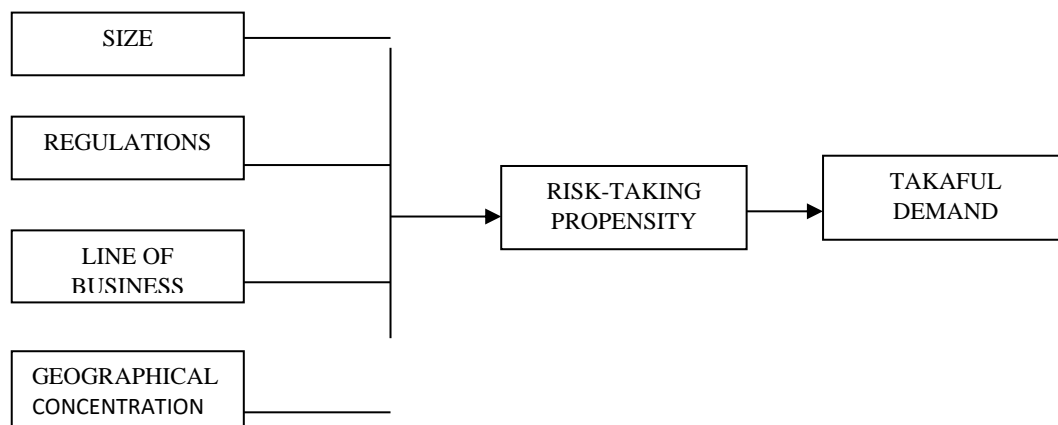 SIZE
REGULATIONS
LINE OF
BUSINESS
GEOGRAPHICAL
CONCENTRATION
RISK-TAKING
PROPENSITY
TAKAFUL
DEMAND